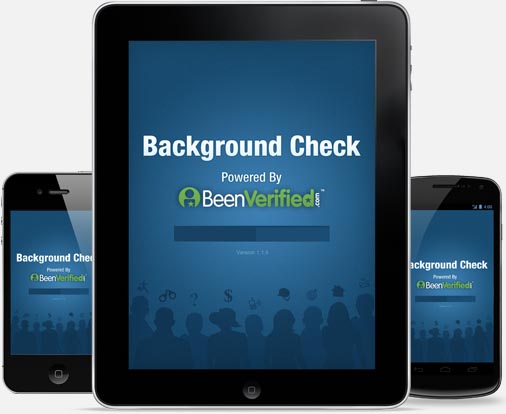 Background Check
Powered By
BeenVerified.com™
Version: 1.1.5
Background Check
Powered By
BeenVerified
Background Check
Powered By
BeenVerified